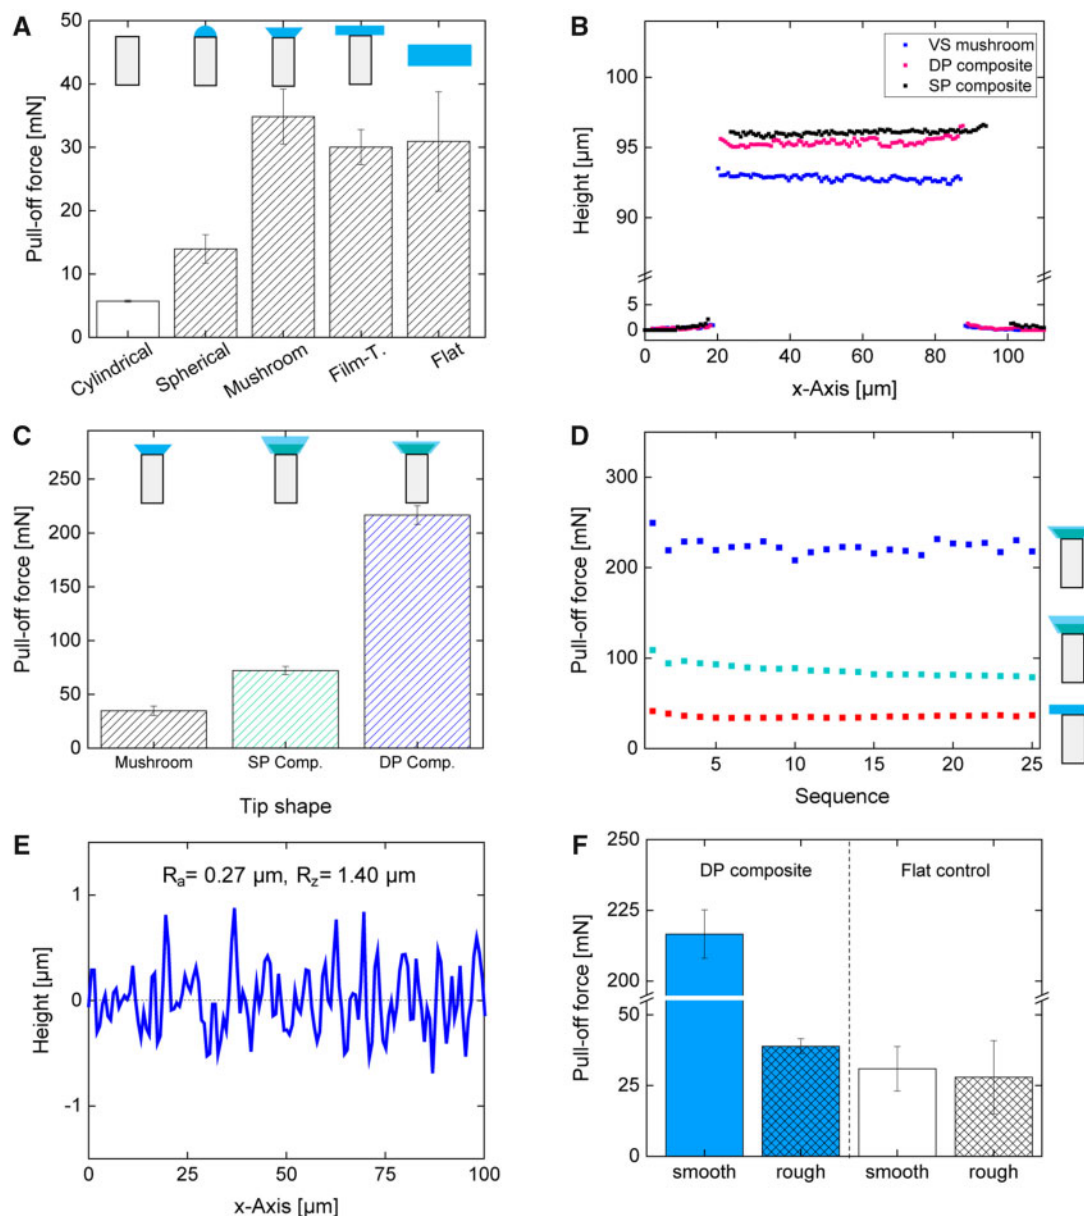 A
50
40
30
20
10
0
Pull-off force [mN]
Cylindrical
Spherical
Mushroom
Film-T.
Flat
B
VS mushroom
DP composite
SP composite
100
95
90
5
0
Height [µm]
0 20 40 60 80 100
x-Axis [µm]
C
250
200
150
100
50
0
Pull-off force [mN]
Mushroom SP Comp. DP Comp.
Tip shape
D
300
200
100
0
Pull-off force [mN]
5 10 15 20 25
Sequence
E
Rₐ= 0.27 µm, R_z= 1.40 µm
1
0
-1
Height [µm]
0 25 50 75 100
x-Axis [µm]
F
DP composite Flat control
250
225
200
50
25
0
Pull-off force [mN]
smooth rough smooth rough